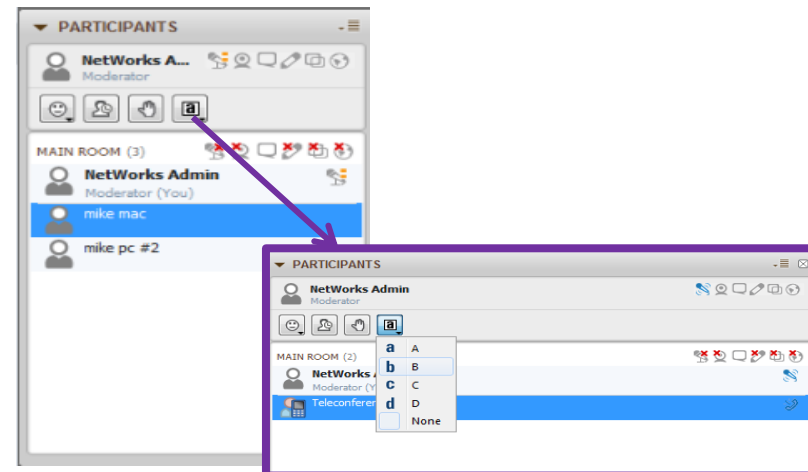 PARTICIPANTS
NetWorks A...
Moderator
a
MAIN ROOM (3)
NetWorks Admin
Moderator (You)
mike mac
mike pc #2
PARTICIPANTS
NetWorks Admin
Moderator
a
MAIN ROOM (2)
NetWorks
Moderator (Y
Teleconferen
a A
b B
c C
d D
None